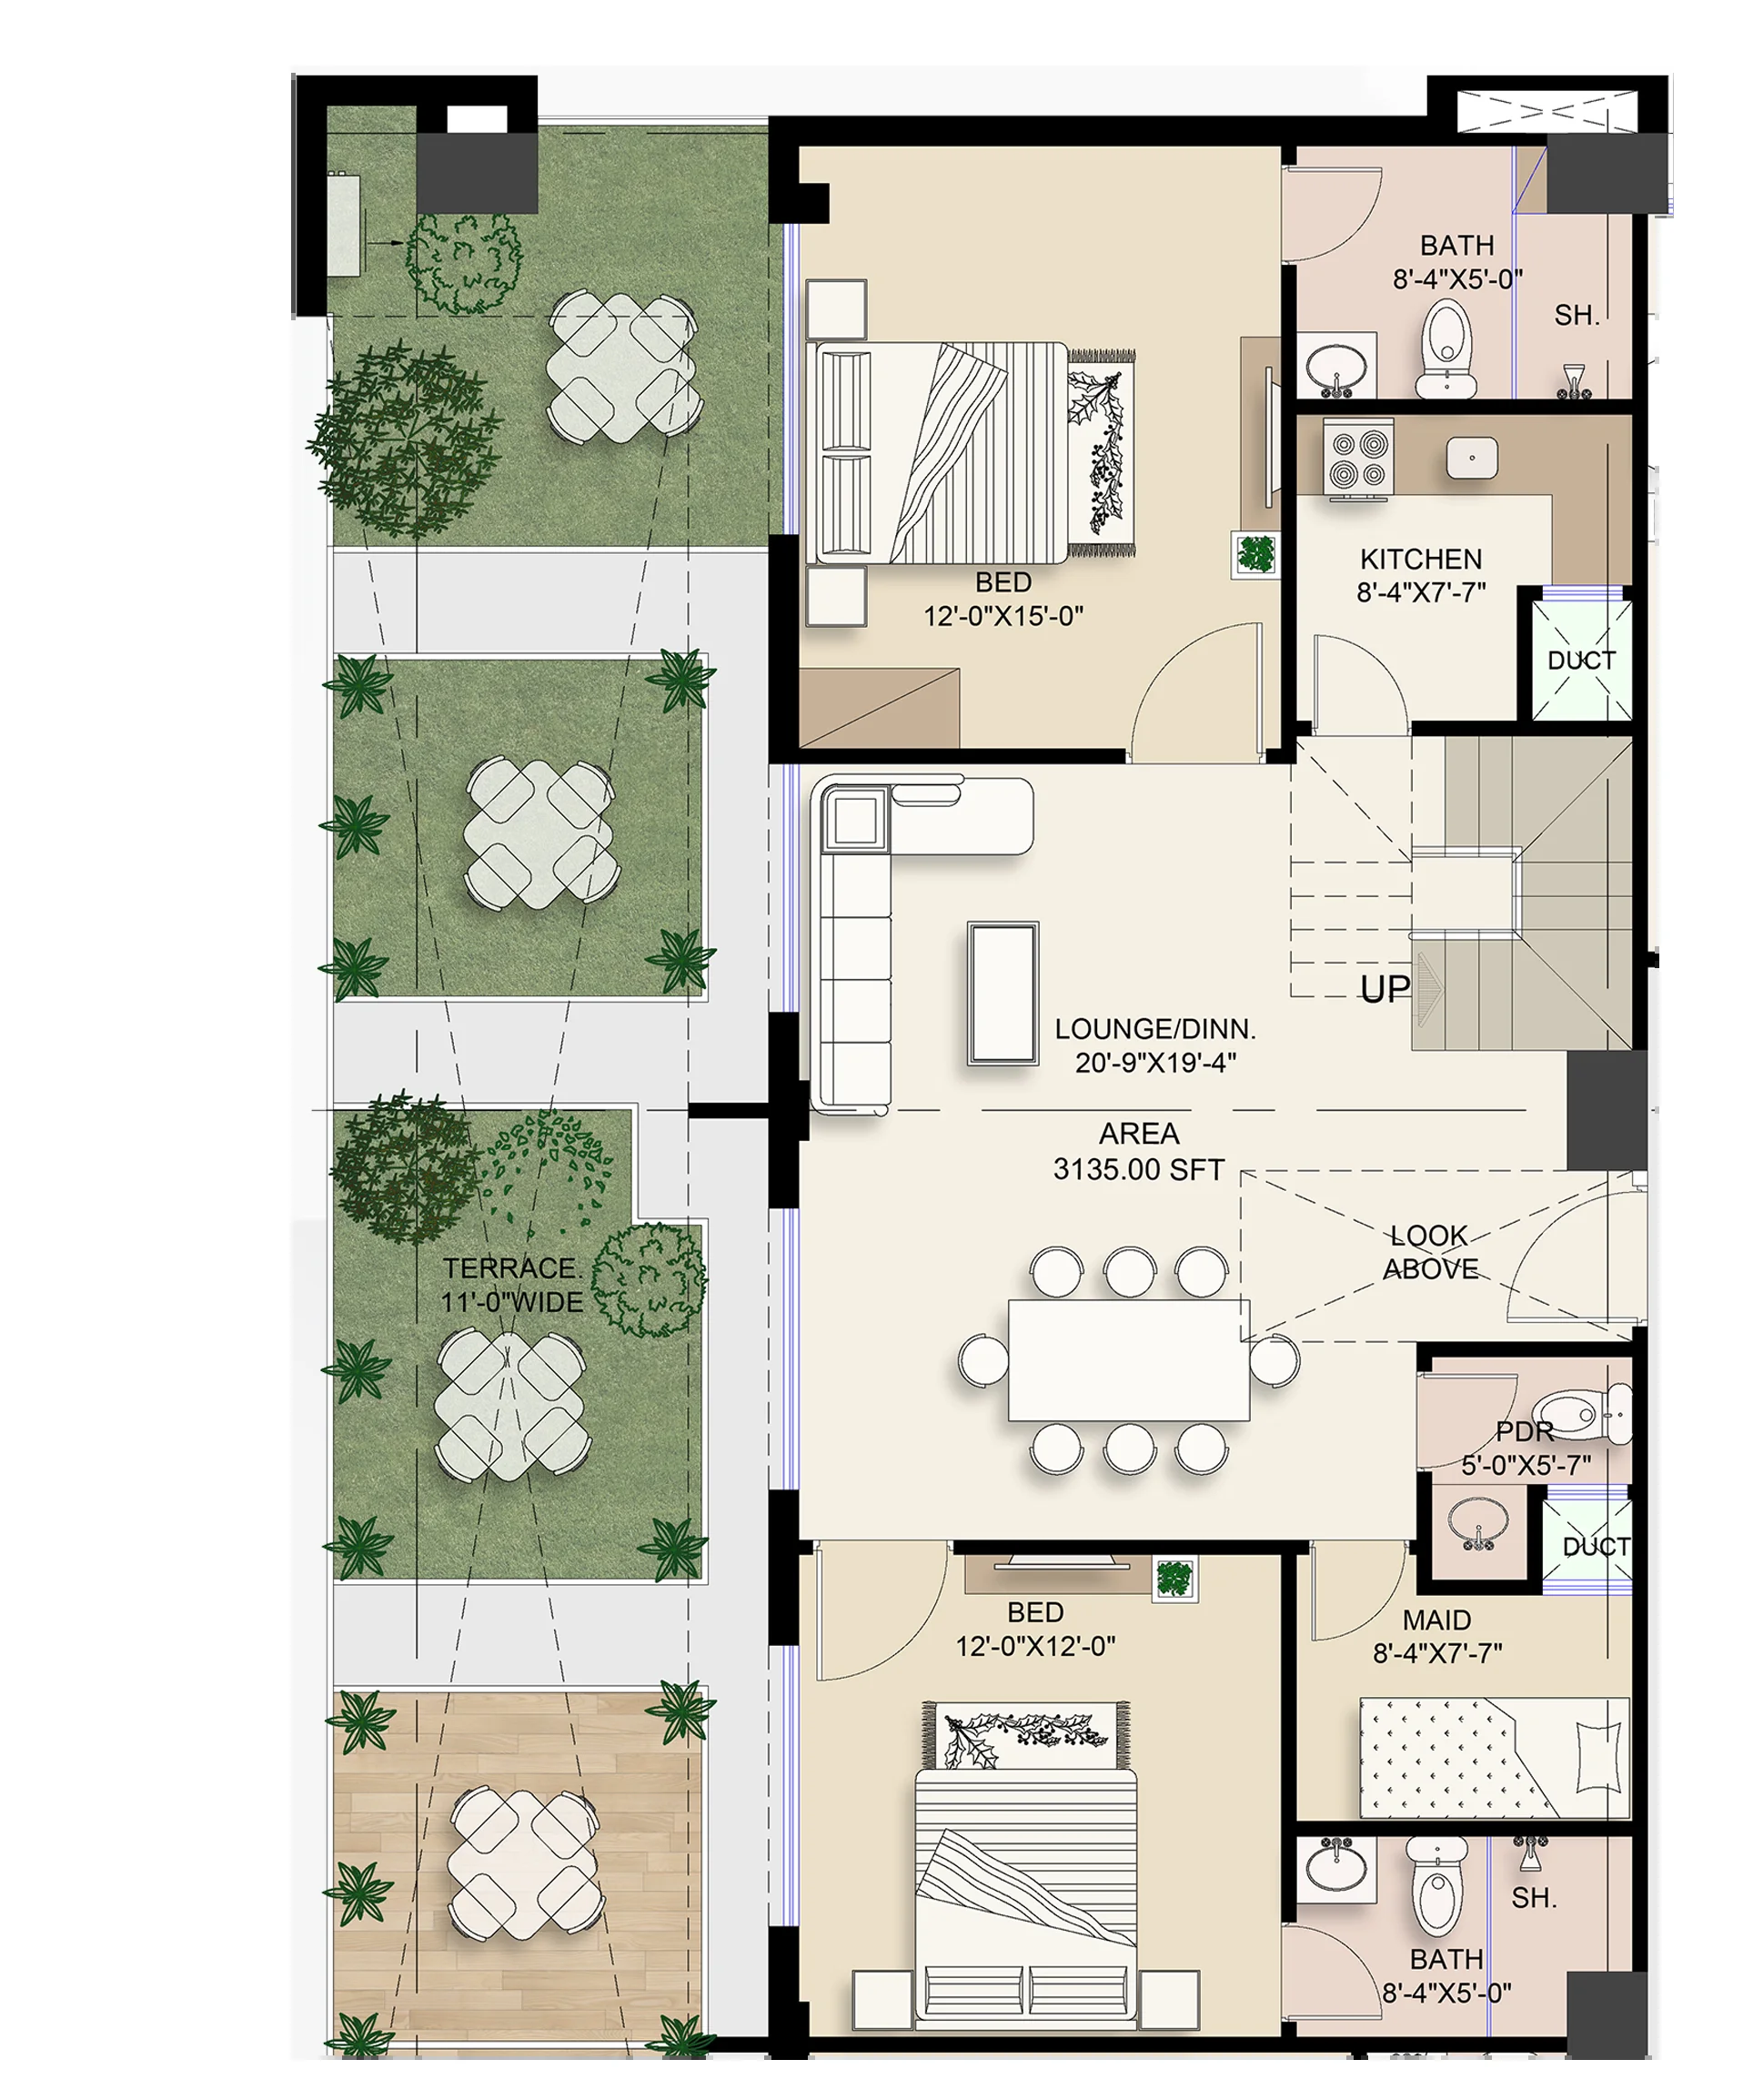 BATH
8'-4"X5'-0"
SH.
KITCHEN
8'-4"X7'-7"
BED
12'-0"X15'-0"
DUCT
UP
LOUNGE/DINN.
20'-9"X19'-4"
AREA
3135.00 SFT
LOOK
ABOVE
TERRACE.
11'-0"WIDE
PDR
5'-0"X5'-7"
DUCT
BED
12'-0"X12'-0"
MAID
8'-4"X7'-7"
SH.
BATH
8'-4"X5'-0"